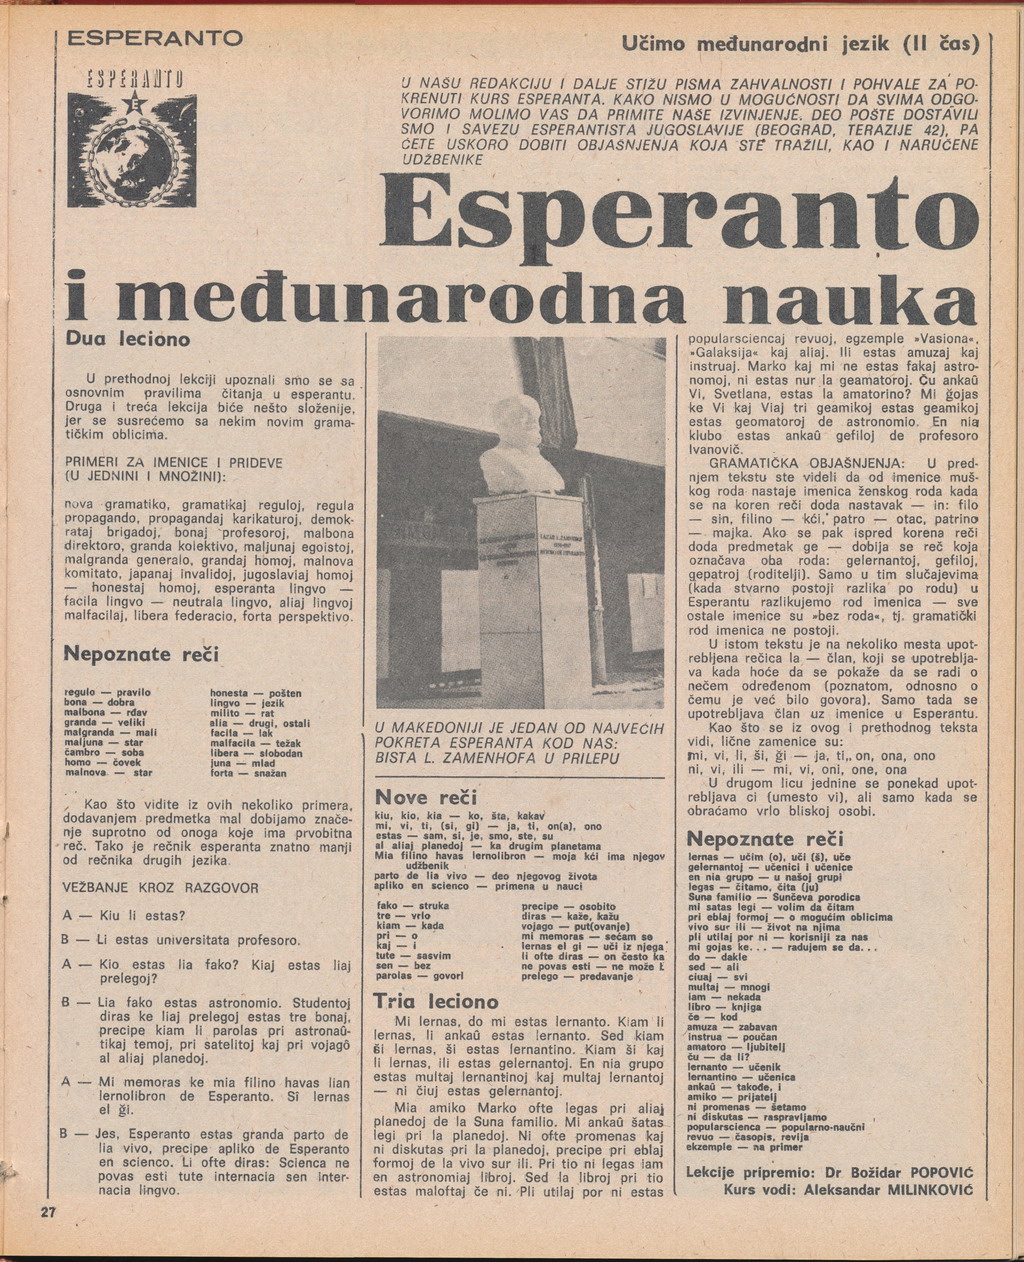 ESPERANTO
Učimo međunarodni jezik (II čas)
ESPERANTO
E
U NAŠU REDAKCIJU I DALJE STIŽU PISMA ZAHVALNOSTI I POHVALE ZA PO-
KRENUTI KURS ESPERANTA. KAKO NISMO U MOGUĆNOSTI DA SVIMA ODGO-
VORIMO MOLIMO VAS DA PRIMITE NAŠE IZVINJENJE. DEO POŠTE DOSTAVILI
SMO I SAVEZU ESPERANTISTA JUGOSLAVIJE (BEOGRAD, TERAZIJE 42), PA
ĆETE USKORO DOBITI OBJAŠNJENJA KOJA STE TRAŽILI, KAO I NARUČENE
UDŽBENIKE
Esperanto
i međunarodna nauka
Dua leciono
U prethodnoj lekciji upoznali smo se sa
osnovnim pravilima čitanja u esperantu.
Druga i treća lekcija biće nešto složenije,
jer se susrećemo sa nekim novim grama-
tičkim oblicima.
PRIMERI ZA IMENICE I PRIDEVE
(U JEDNINI I MNOŽINI):
nova gramatiko, gramatikaj reguloj, regula
propagando, propagandaj karikaturoj, demok-
rataj brigadoj, bonaj profesoroj, malbona
direktoro, granda kolektivo, maljunaj egoistoj,
malgranda generalo, grandaj homoj, malnova
komitato, japanaj invalidoj, jugoslaviaj homoj
— honestaj homoj, esperanta lingvo —
facila lingvo — neutrala lingvo, aliaj lingvoj
malfacilaj, libera federacio, forta perspektivo.
Nepoznate reči
regulo — pravilo
bona — dobra
malbona — rđav
granda — veliki
malgranda — mali
maljuna — star
ĉambro — soba
homo — čovek
malnova — star
honesta — pošten
lingvo — jezik
milito — rat
alia — drugi, ostali
facila — lak
malfacila — težak
libera — slobodan
juna — mlad
forta — snažan
Kao što vidite iz ovih nekoliko primera,
dodavanjem predmetka mal dobijamo znače-
nje suprotno od onoga koje ima prvobitna
reč. Tako je rečnik esperanta znatno manji
od rečnika drugih jezika.
VEŽBANJE KROZ RAZGOVOR
A — Kiu li estas?
B — Li estas universitata profesoro.
A — Kio estas lia fako? Kiaj estas liaj
prelegoj?
B — Lia fako estas astronomio. Studentoj
diras ke liaj prelegoj estas tre bonaj,
precipe kiam li parolas pri astronaŭ-
tikaj temoj, pri satelitoj kaj pri vojaĝo
al aliaj planedoj.
A — Mi memoras ke mia filino havas lian
lernolibron de Esperanto. Ŝi lernas
el ĝi.
B — Jes, Esperanto estas granda parto de
lia vivo, precipe apliko de Esperanto
en scienco. Li ofte diras: Scienca ne
povas esti tute internacia sen inter-
nacia lingvo.
27
U MAKEDONIJI JE JEDAN OD NAJVEĆIH
POKRETA ESPERANTA KOD NAS:
BISTA L. ZAMENHOFA U PRILEPU
Nove reči
kiu, kio, kia — ko, šta, kakav
mi, vi, ti, (si, gi) — ja, ti, on(a), ono
estas — sam, si, je, smo, ste, su
al aliaj planedoj — ka drugim planetama
Mia filino havas lernolibron — moja kći ima njegov
udžbenik
parto de lia vivo — deo njegovog života
apliko en scienco — primena u nauci
fako — struka
tre — vrlo
kiam — kada
pri — o
kaj — i
tute — sasvim
sen — bez
parolas — govori
precipe — osobito
diras — kaže, kažu
vojago — put(ovanje)
mi memoras — sećam se
lernas el gi — uči iz njega
li ofte diras — on često ka
ne povas esti — ne može t
prelego — predavanje
Tria leciono
Mi lernas, do mi estas lernanto. Kiam li
lernas, li ankaŭ estas lernanto. Sed kiam
ŝi lernas, ŝi estas lernantino. Kiam ŝi kaj
li lernas, ili estas gelernantoj. En nia grupo
estas multaj lernantinoj kaj multaj lernantoj
— ni ĉiuj estas gelernantoj.
Mia amiko Marko ofte legas pri aliaj
planedoj de la Suna familio. Mi ankaŭ ŝatas
legi pri la planedoj. Ni ofte promenas kaj
ni diskutas pri la planedoj, precipe pri eblaj
formoj de la vivo sur ili. Pri tio ni legas iam
en astronomiaj libroj. Sed la libroj pri tio
estas maloftaj ĉe ni. Pli utilaj por ni estas
popularsciencaj revuoj, egzemple »Vasiona«,
»Galaksija« kaj aliaj. Ili estas amuzaj kaj
instruaj. Marko kaj mi ne estas fakaj astro-
nomoj, ni estas nur la geamatoroj. Ĉu ankaŭ
Vi, Svetlana, estas la amatorino? Mi ĝojas
ke Vi kaj Viaj tri geamikoj estas geamikoj
estas geomatoroj de astronomio. En nia
klubo estas ankaŭ gefiloj de profesoro
Ivanovič.
GRAMATIČKA OBJAŠNJENJA: U pred-
njem tekstu ste videli da od imenice muš-
kog roda nastaje imenica ženskog roda kada
se na koren reči doda nastavak — in: filo
— sin, filino — kći, patro — otac, patrino
— majka. Ako se pak ispred korena reči
doda predmetak ge — dobija se reč koja
označava oba roda: gelernantoj, gefiloj,
gepatroj (roditelji). Samo u tim slučajevima
(kada stvarno postoji razlika po rodu) u
Esperantu razlikujemo rod imenica — sve
ostale imenice su »bez roda«, tj. gramatički
rod imenica ne postoji.
U istom tekstu je na nekoliko mesta upot-
rebljena rečica la — član, koji se upotreblja-
va kada hoće da se pokaže da se radi o
nečem određenom (poznatom, odnosno o
čemu je već bilo govora). Samo tada se
upotrebljava član uz imenice u Esperantu.
Kao što se iz ovog i prethodnog teksta
vidi, lične zamenice su:
mi, vi, li, ŝi, ĝi — ja, ti,, on, ona, ono
ni, vi, ili — mi, vi, oni, one, ona
U drugom licu jednine se ponekad upot-
rebljava ci (umesto vi), ali samo kada se
obraćamo vrlo bliskoj osobi.
Nepoznate reči
lernas — učim (o), uči (š), uče
gelernantoj — učenici i učenice
en nia grupo — u našoj grupi
legas — čitamo, čita (ju)
Suna familio — Sunčeva porodica
mi satas legi — volim da čitam
pri eblaj formoj — o mogućim oblicima
vivo sur ili — život na njima
pli utilaj por ni — korisniji za nas
mi gojas ke... — radujem se da...
do — dakle
sed — ali
ciuaj — svi
multaj — mnogi
iam — nekada
libro — knjiga
ĉe — kod
amuza — zabavan
instrua — poučan
amatoro — ljubitelj
ĉu — da li?
lernanto — učenik
lernantino — učenica
ankaŭ — takođe, i
amiko — prijatelj
ni promenas — šetamo
ni diskutas — raspravljamo
popularscienca — popularno-naučni
revuo — časopis, revija
ekzemple — na primer
Lekcije pripremio: Dr Božidar POPOVIĆ
Kurs vodi: Aleksandar MILINKOVIĆ